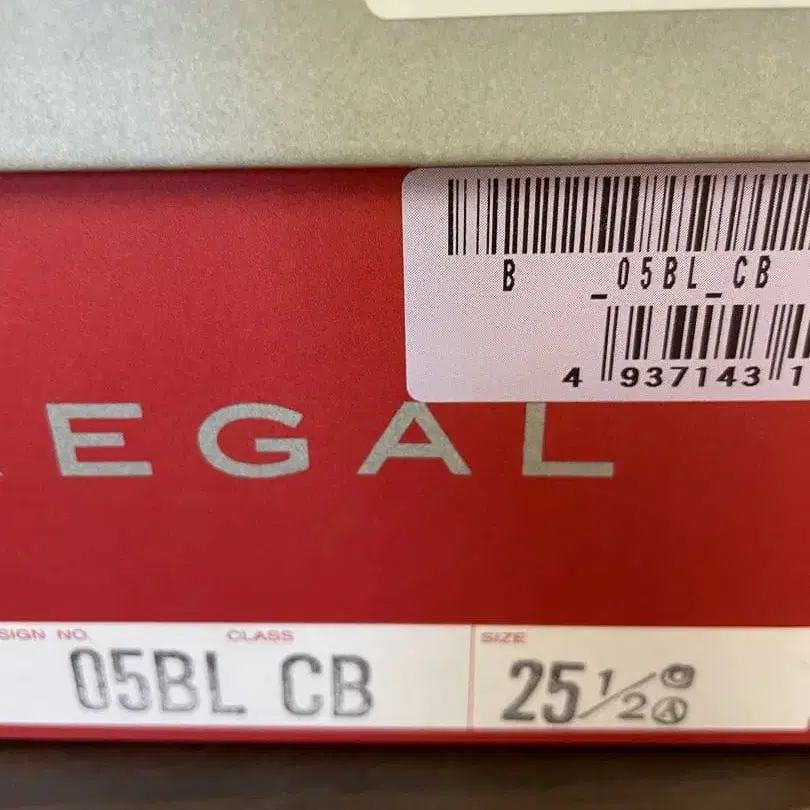 B _05BL_CB
4 937143 1
EGAL
SIGN NO. CLASS SIZE
05BL CB 25 1/2 Ⓐ